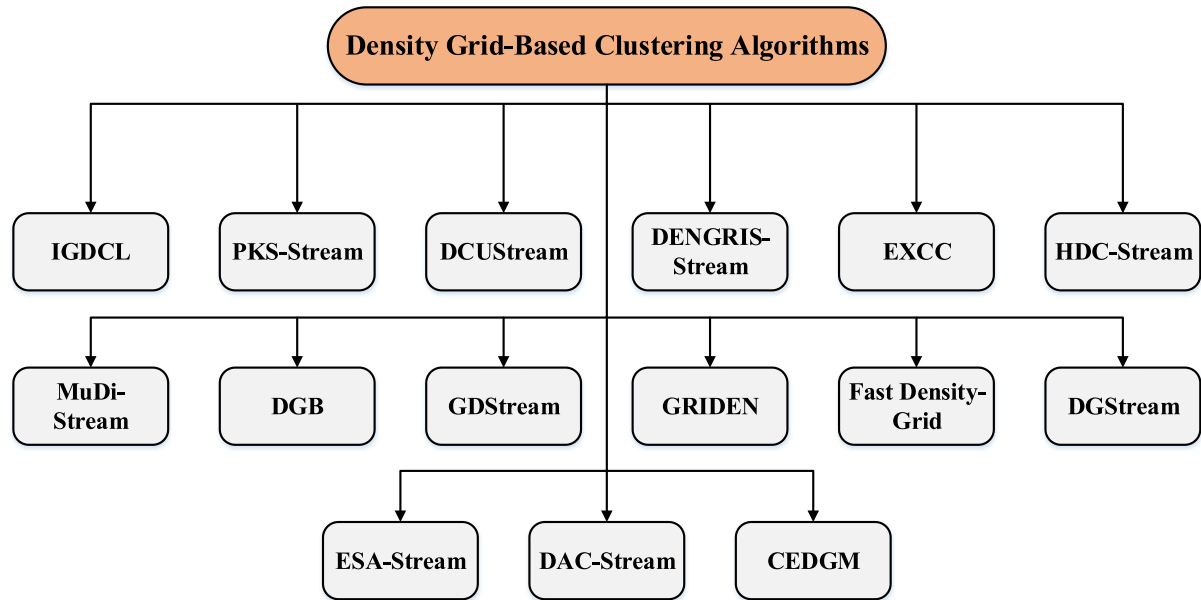 Density Grid-Based Clustering Algorithms
IGDCL
PKS-Stream
DCUStream
DENGRIS-
Stream
EXCC
HDC-Stream
MuDi-
Stream
DGB
GDStream
GRIDEN
Fast Density-
Grid
DGStream
ESA-Stream
DAC-Stream
CEDGM